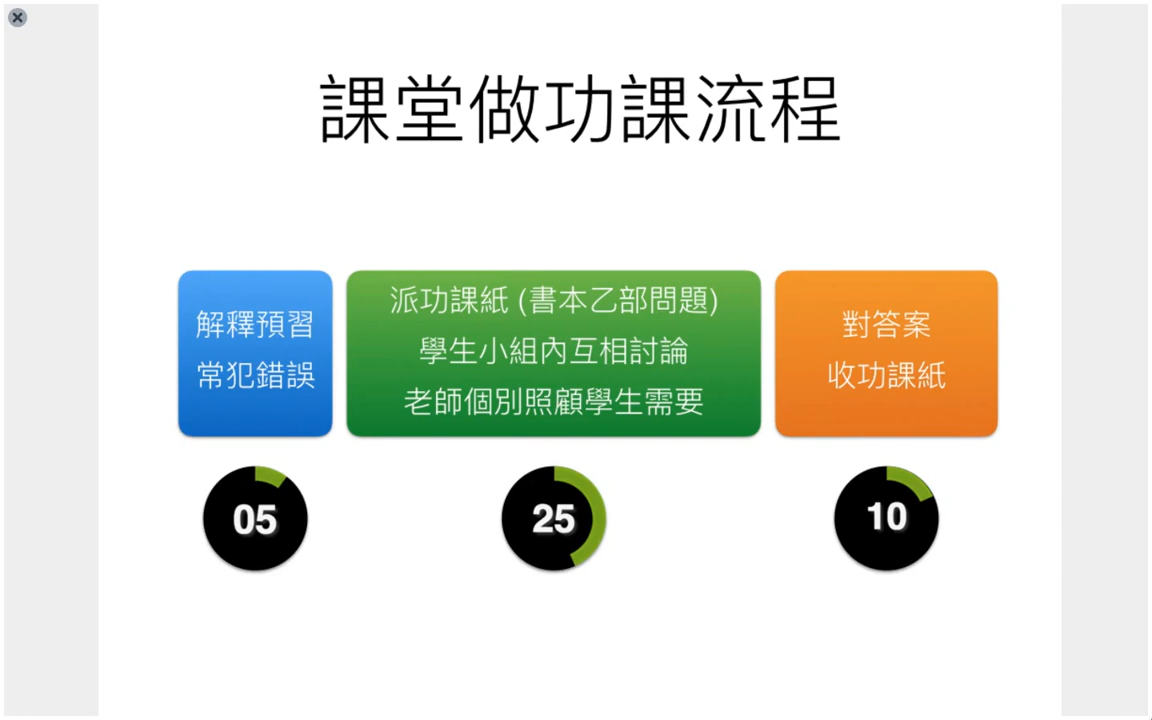 課堂做功課流程
解釋預習
常犯錯誤
派功課紙 (書本乙部問題)
學生小組內互相討論
老師個別照顧學生需要
對答案
收功課紙
05
25
10